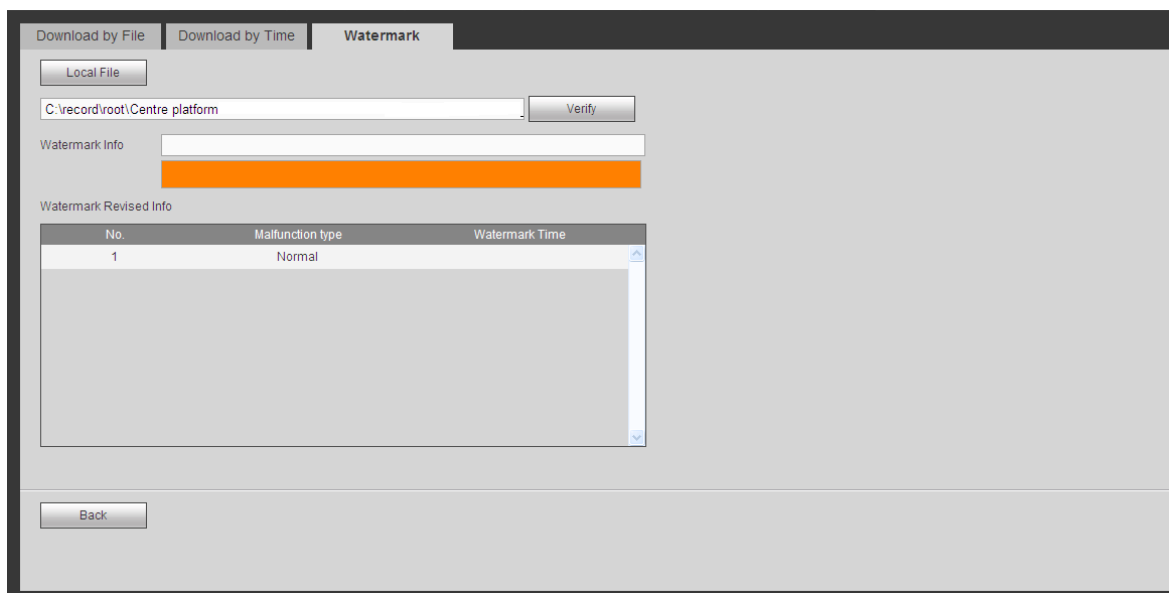 Download by File Download by Time Watermark
Local File
C:\record\root\Centre platform Verify
Watermark Info
Watermark Revised Info
No. Malfunction type Watermark Time
1 Normal
Back